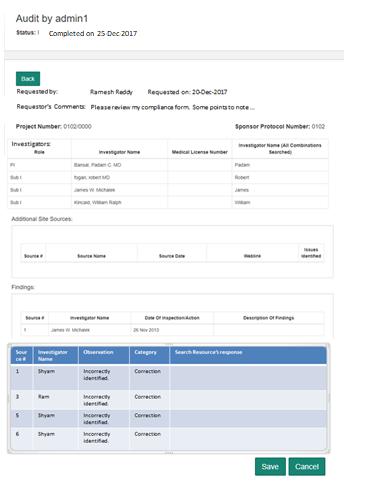 Audit by admin1
Status: Completed on 25-Dec-2017
Back
Requested by: Ramesh Reddy Requested on: 20-Dec-2017
Requestor's Comments: Please review my compliance form. Some points to note ...
Project Number: 0102/0000 Sponsor Protocol Number: 0102
Investigators:
Role Investigator Name Medical License Number Investigator Name (All Combinations Searched)
PI Bansal, Padam C. MD Padam
Sub I fogan, robert MD Robert
Sub I James W. Michalek James
Sub I Kincaid, William Ralph William
Additional Site Sources:
Source # Source Name Source Date Weblink Issues Identified
Findings:
Source # Investigator Name Date Of Inspection/Action Description Of Findings
1 James W. Michalek 26 Nov 2013
Source # Investigator Name Observation Category Search Resource's response
1 Shyam Incorrectly identified. Correction
3 Ram Incorrectly identified. Correction
5 Shyam Incorrectly identified. Correction
6 Shyam Incorrectly identified. Correction
Save Cancel